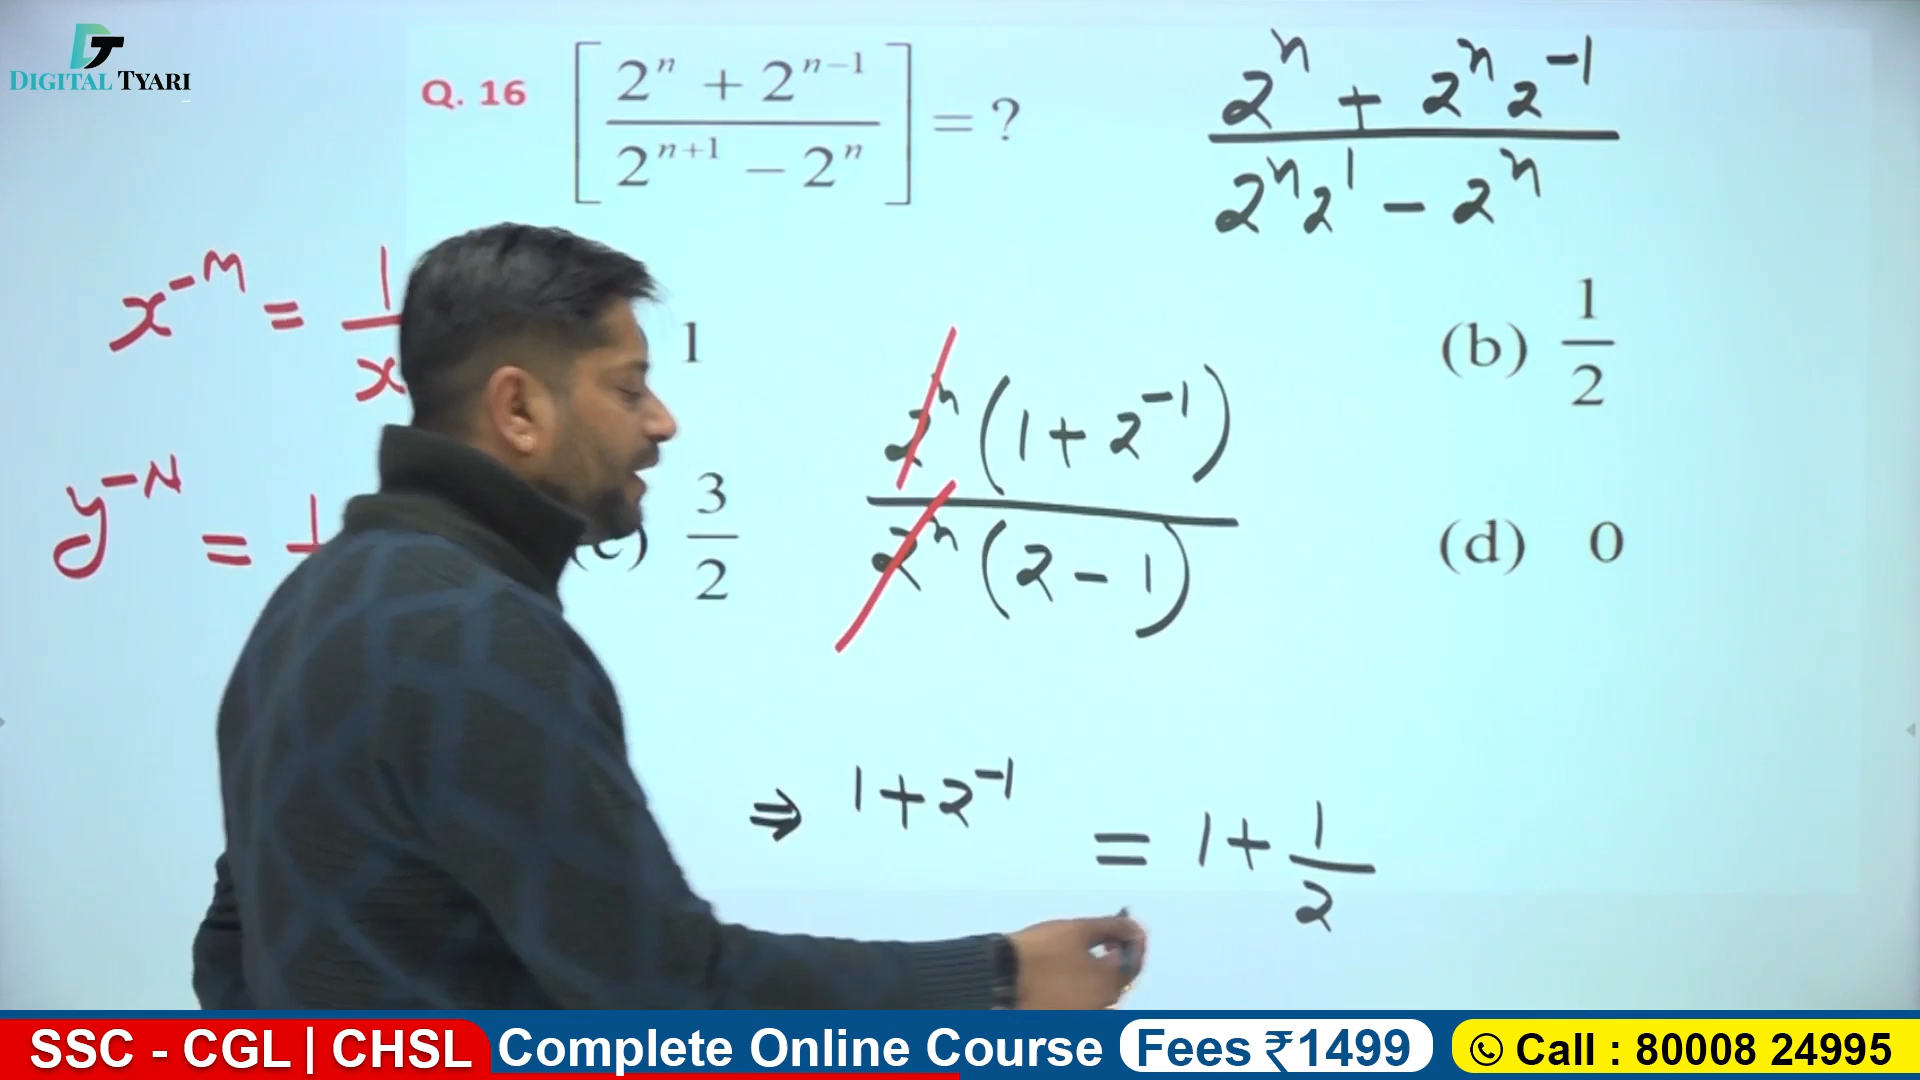 DT
DIGITAL TYARI
Q. 16 [ (2^n + 2^{n-1}) / (2^{n+1} - 2^n) ] = ?
2^n + 2^n 2^{-1}
2^n 2^1 - 2^n
x^{-M} = 1
x
1
(b) 1/2
2^n (1 + 2^{-1})
2^n (2 - 1)
y^{-N} = 1
(c) 3/2
(d) 0
⇒ 1 + 2^{-1} = 1 + 1/2
SSC - CGL | CHSL Complete Online Course Fees ₹1499 Call : 80008 24995